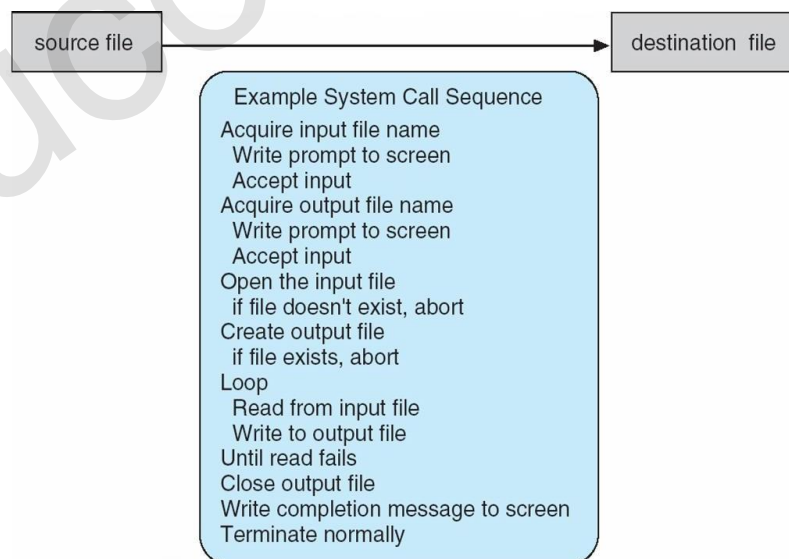 source file
destination file
Example System Call Sequence
Acquire input file name
Write prompt to screen
Accept input
Acquire output file name
Write prompt to screen
Accept input
Open the input file
if file doesn't exist, abort
Create output file
if file exists, abort
Loop
Read from input file
Write to output file
Until read fails
Close output file
Write completion message to screen
Terminate normally